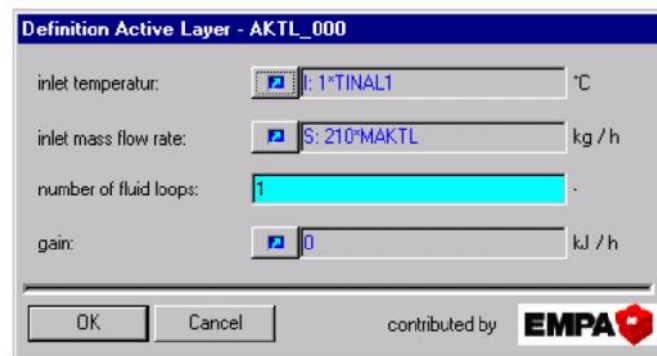 Definition Active Layer - AKTL_000
inlet temperatur: I: 1*TINAL1 °C
inlet mass flow rate: S: 210*MAKTL kg / h
number of fluid loops: 1 -
gain: 0 kJ / h
OK Cancel contributed by EMPA